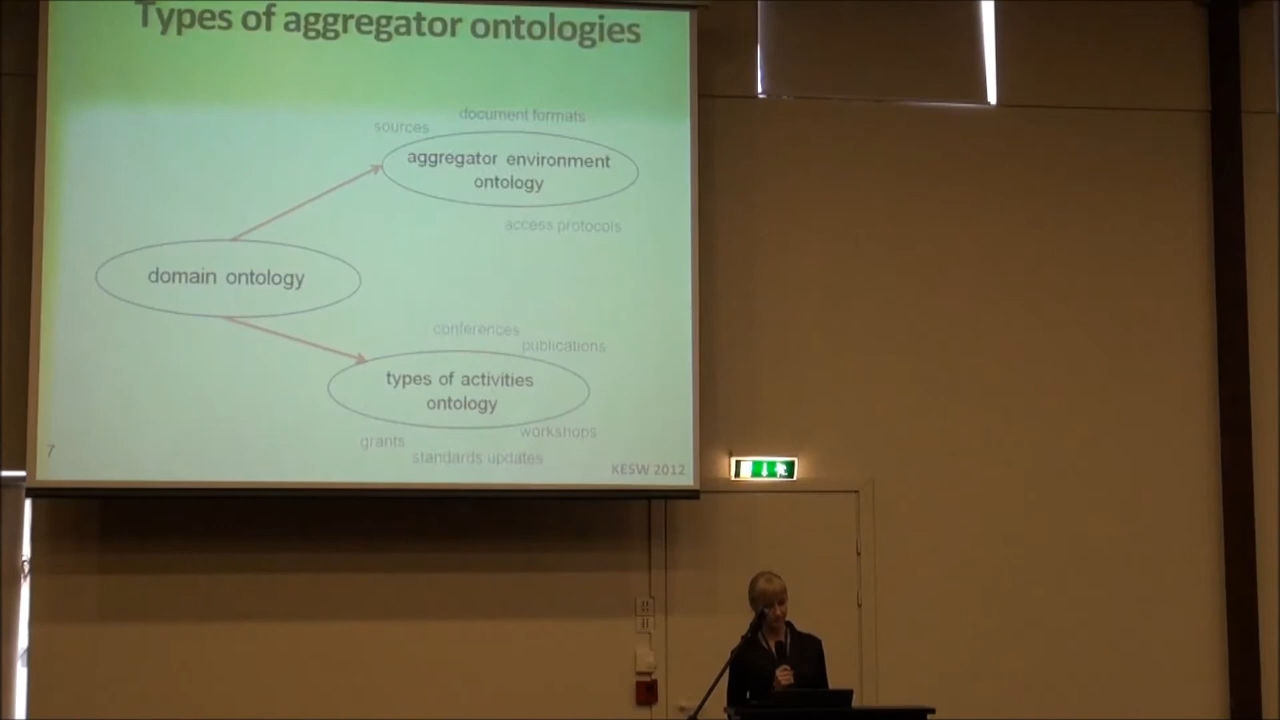 Types of aggregator ontologies
document formats
sources
aggregator environment
ontology
access protocols
domain ontology
conferences
publications
types of activities
ontology
workshops
grants
standards updates
7
KESW 2012